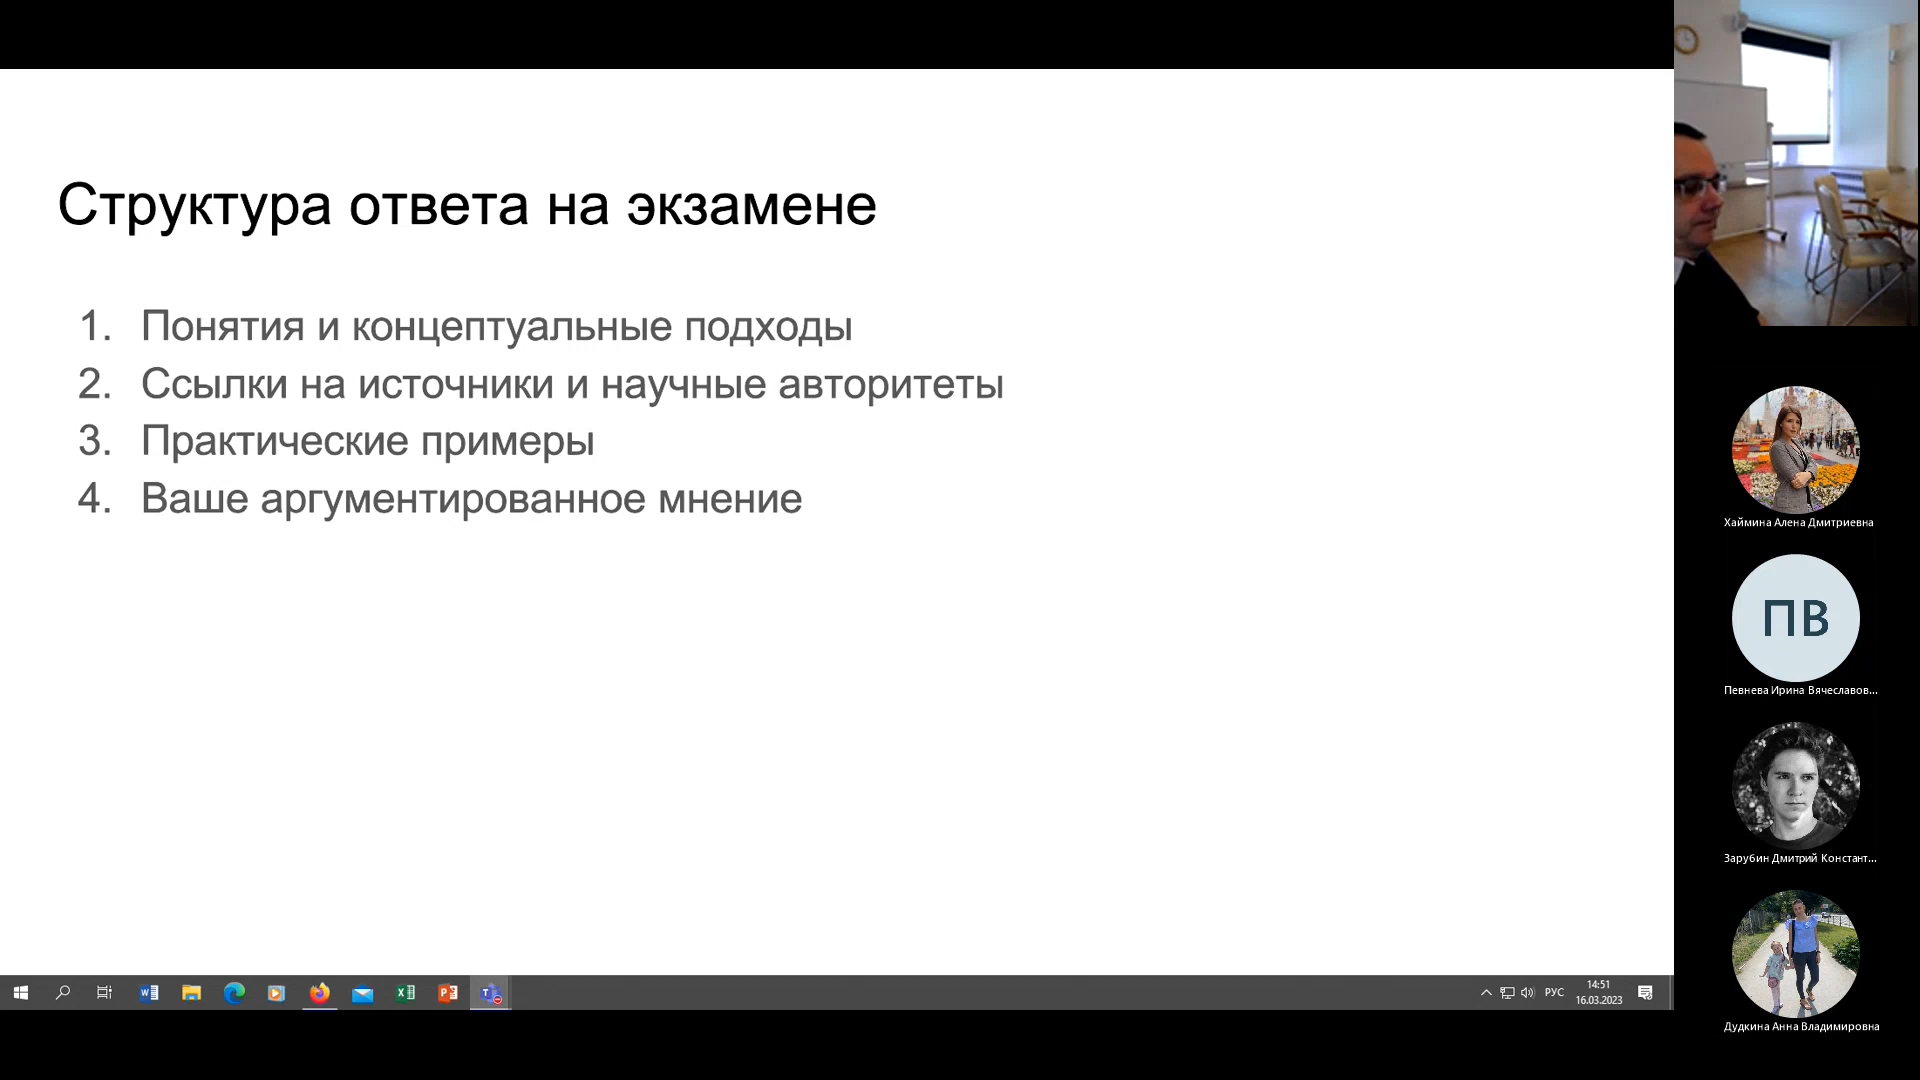 Структура ответа на экзамене
1. Понятия и концептуальные подходы
2. Ссылки на источники и научные авторитеты
3. Практические примеры
4. Ваше аргументированное мнение
Хаймина Алена Дмитриевна
ПВ
Певнева Ирина Вячеславов...
Зарубин Дмитрий Констант...
Дудкина Анна Владимировна
РУС
14:51
16.03.2023